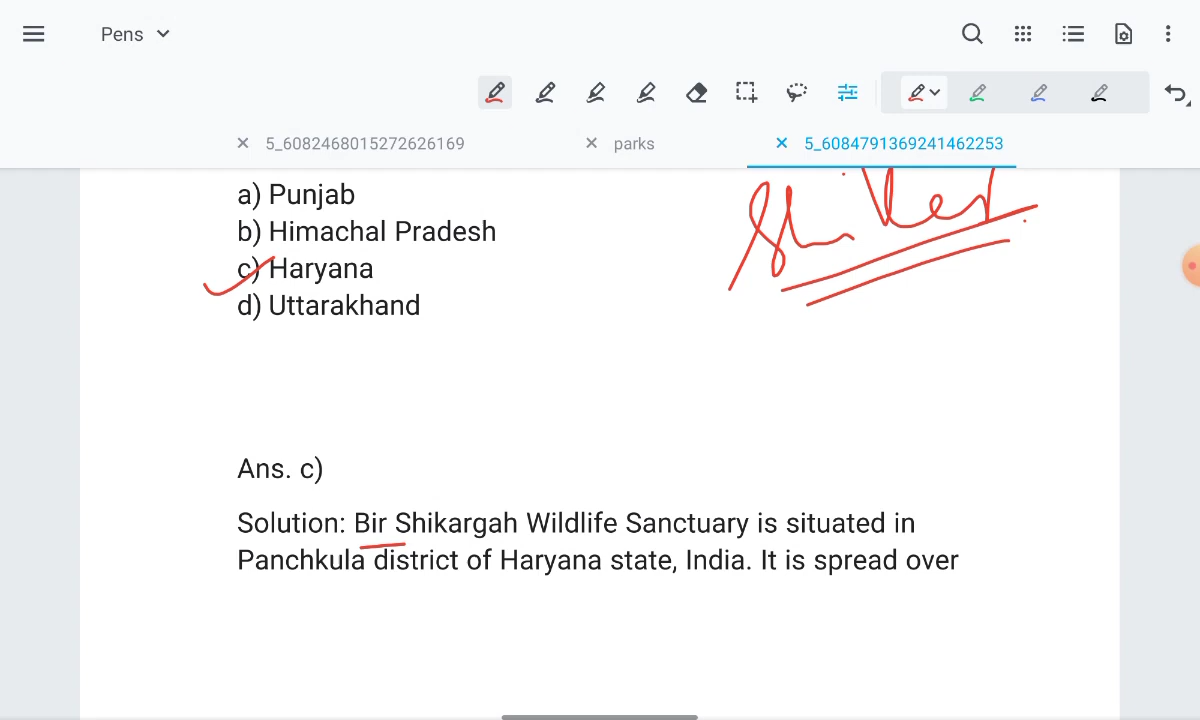 Pens
5_6082468015272626169
parks
5_6084791369241462253
a) Punjab
b) Himachal Pradesh
c) Haryana
d) Uttarakhand
Ans. c)
Solution: Bir Shikargah Wildlife Sanctuary is situated in
Panchkula district of Haryana state, India. It is spread over